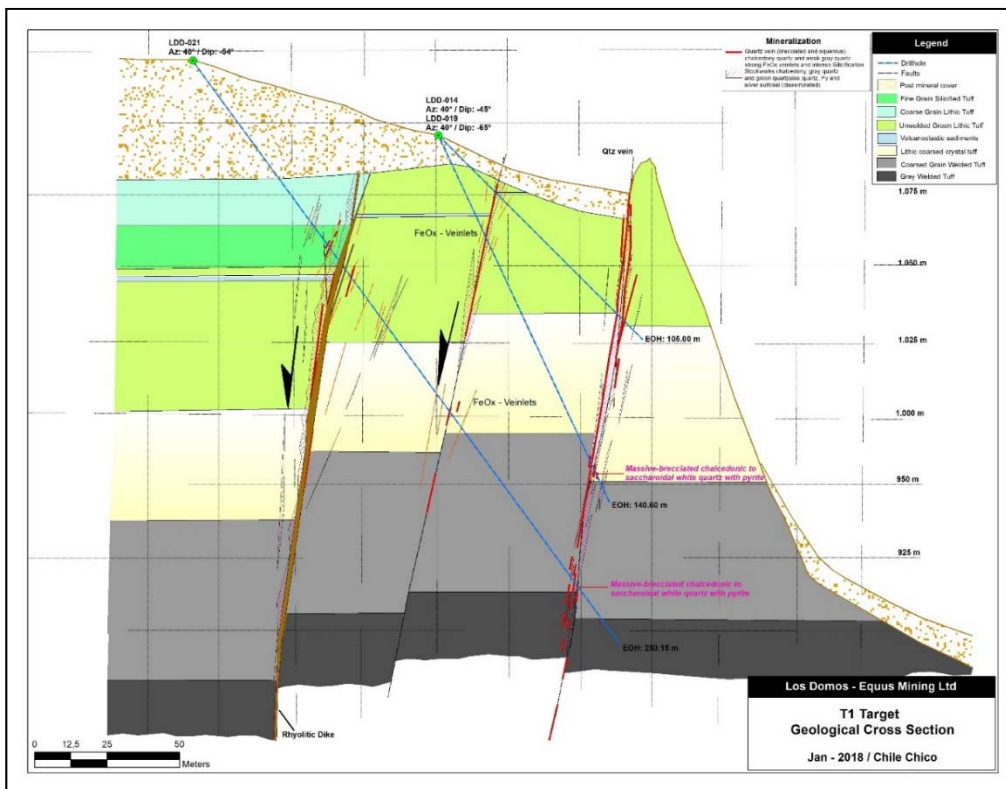 LDD-021
Az: 40° / Dip: -54°
LDD-014
Az: 40° / Dip: -45°
LDD-019
Az: 40° / Dip: -65°
Mineralization
Quartz vein (brecciated and
chalcedony quartz and weak gray quartz
strong FeOx veinlets and intense Silicification
Stockworks chalcedony, gray quartz
and green quartz, Py and
silver (disseminated)
Legend
Drillhole
Faults
Post mineral cover
Fine Grain Silicified Tuff
Coarse Grain Lithic Tuff
Unwelded Green Lithic Tuff
Volcanoclastic sediments
Lithic coarsed crystal tuff
Coarsed Grain Welded Tuff
Grey Welded Tuff
Qtz vein
1.075 m
FeOx - Veinlets
1.050 m
EOH: 105.00 m
1.025 m
FeOx - Veinlets
1.000 m
Massive-brecciated chalcedonic to
saccharoidal white quartz with pyrite
950 m
EOH: 140.60 m
925 m
Massive-brecciated chalcedonic to
saccharoidal white quartz with pyrite
EOH: 250.15 m
Rhyolitic Dike
0 12,5 25 50
Meters
Los Domos - Equus Mining Ltd
T1 Target
Geological Cross Section
Jan - 2018 / Chile Chico